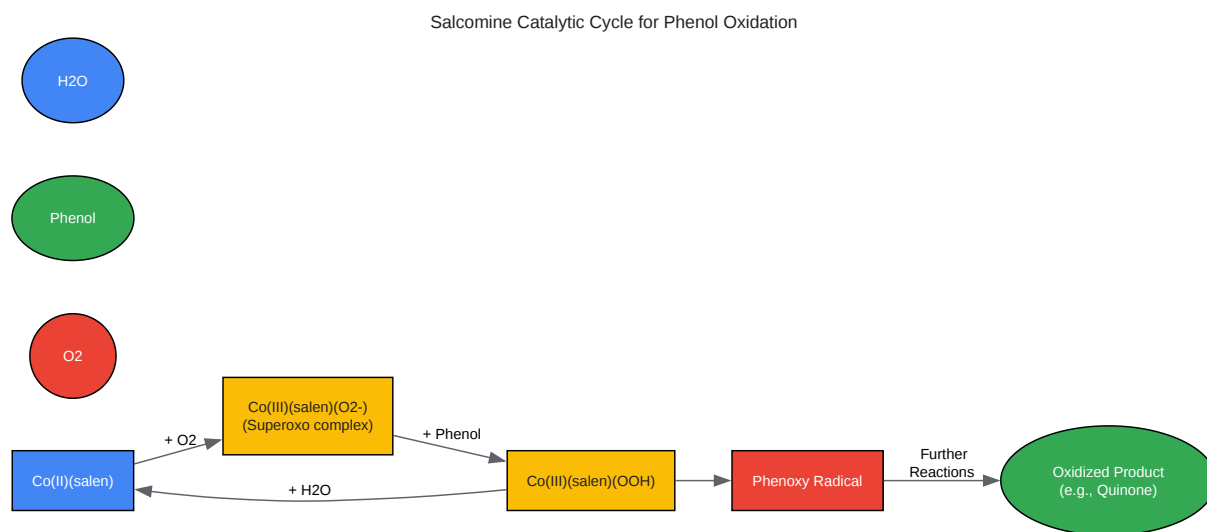 Salcomine Catalytic Cycle for Phenol Oxidation
H2O
Phenol
O2
Co(III)(salen)(O2-)
(Superoxo complex)
+ O2
+ Phenol
Co(II)(salen)
+ H2O
Co(III)(salen)(OOH)
Phenoxy Radical
Further
Reactions
Oxidized Product
(e.g., Quinone)